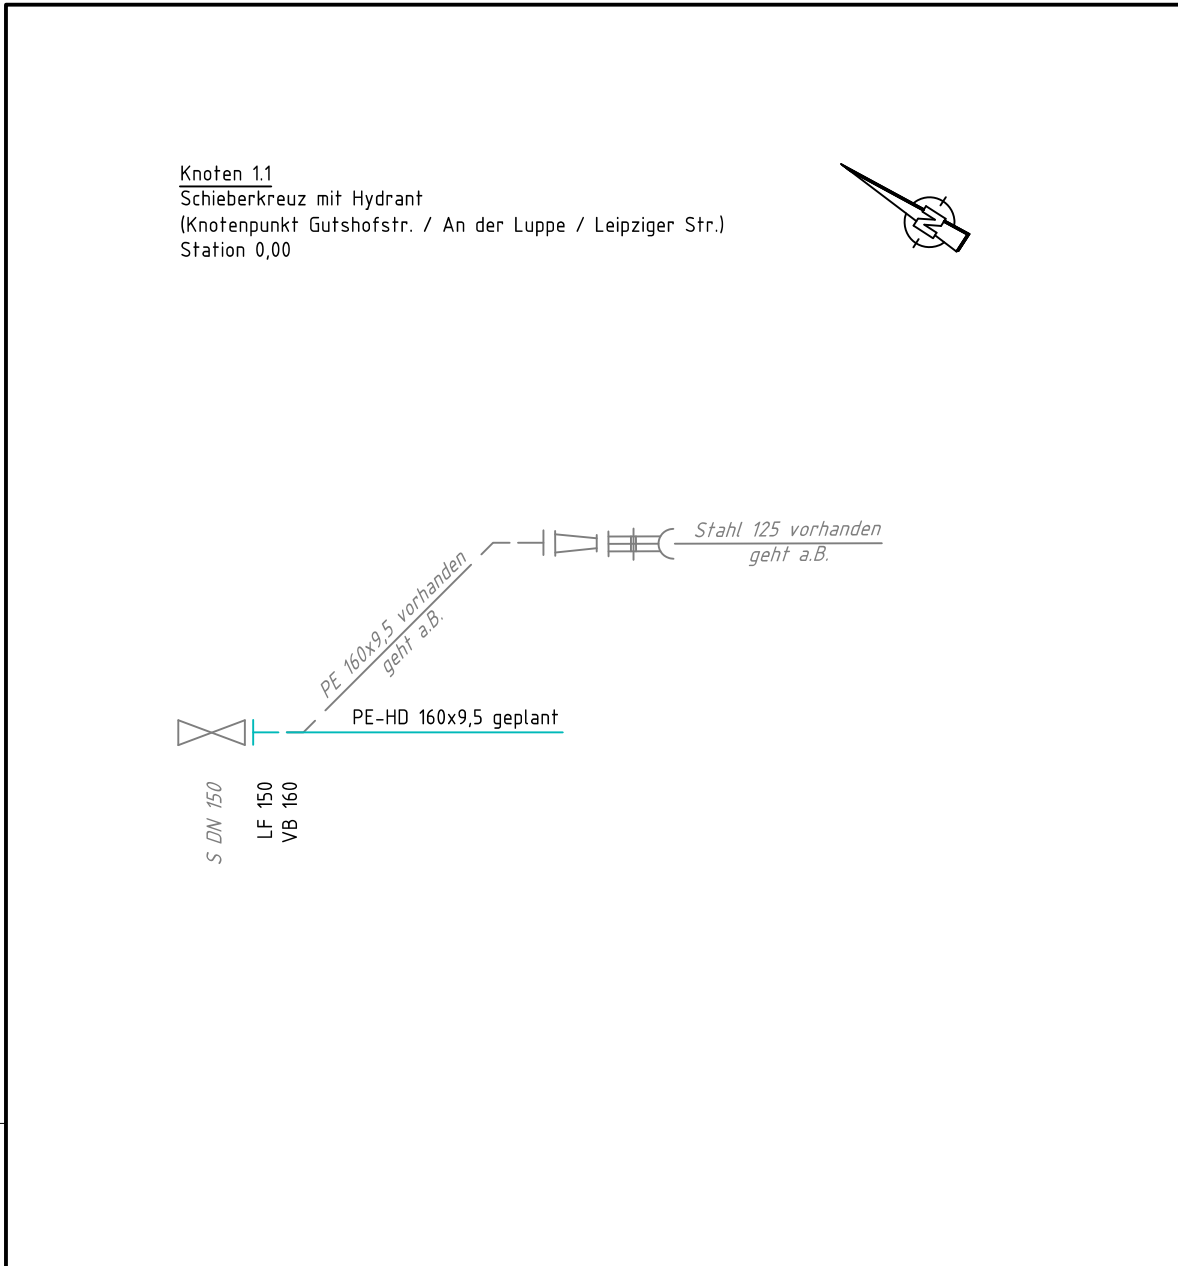 Knoten 1.1
Schieberkreuz mit Hydrant
(Knotenpunkt Gutshofstr. / An der Luppe / Leipziger Str.)
Station 0,00
N
Stahl 125 vorhanden
geht a.B.
PE 160x9,5 vorhanden
geht a.B.
PE-HD 160x9,5 geplant
S DN 150
LF 150
VB 160